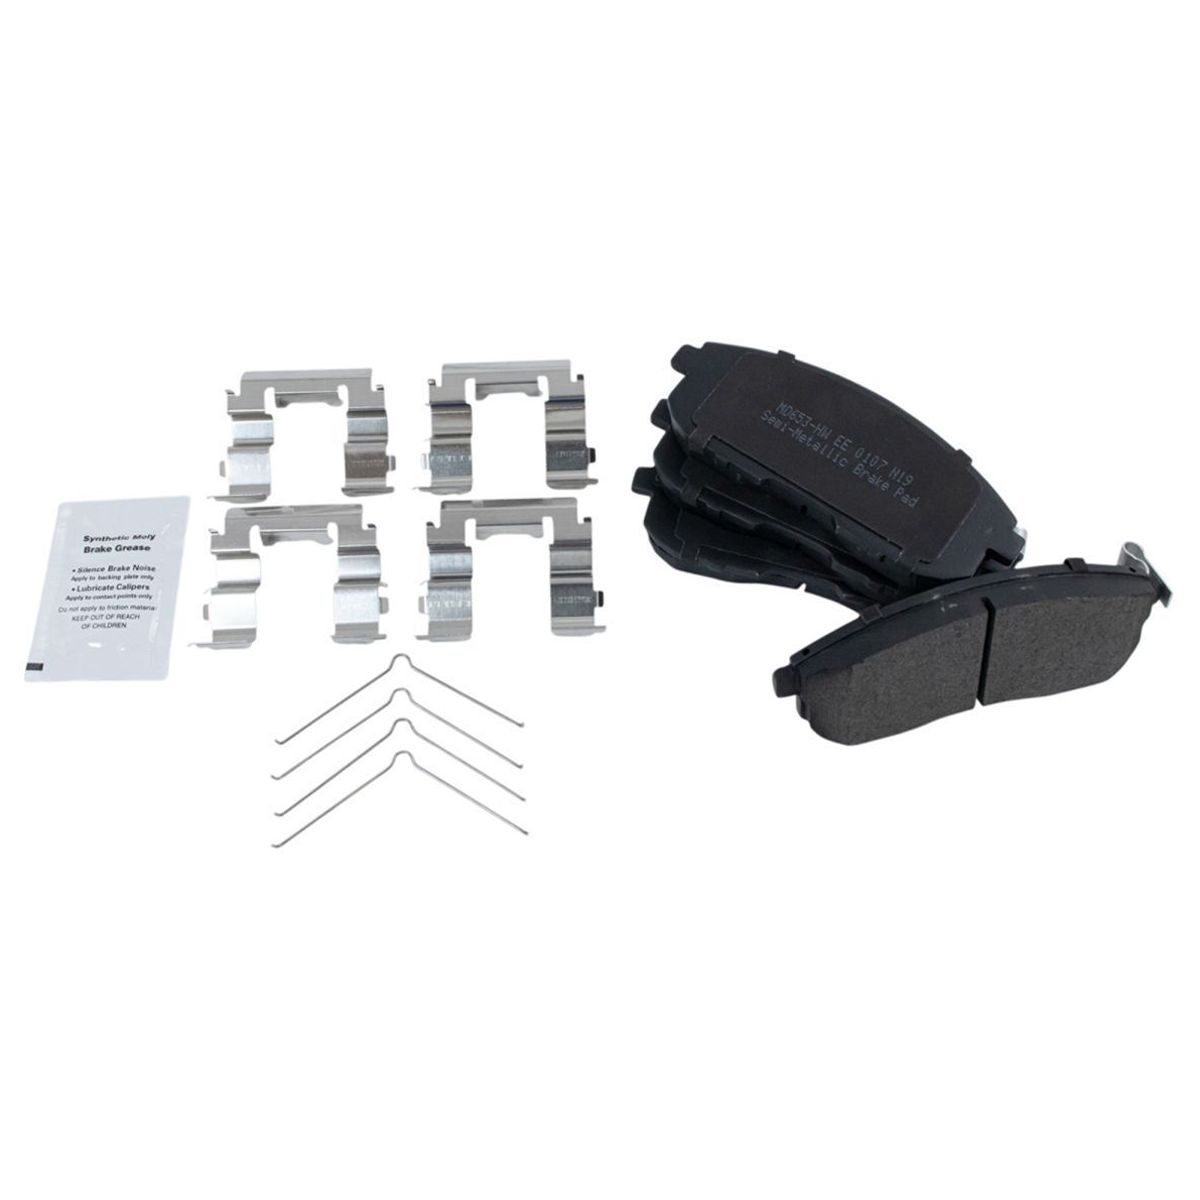 Synthetic Moly
Brake Grease
• Silence Brake Noise
Apply to backing plate only
• Lubricate Calipers
Apply to contact points only
Do not apply to friction material
KEEP OUT OF REACH
OF CHILDREN
MD653-HW EE 0107 M19
Semi-Metallic Brake Pad